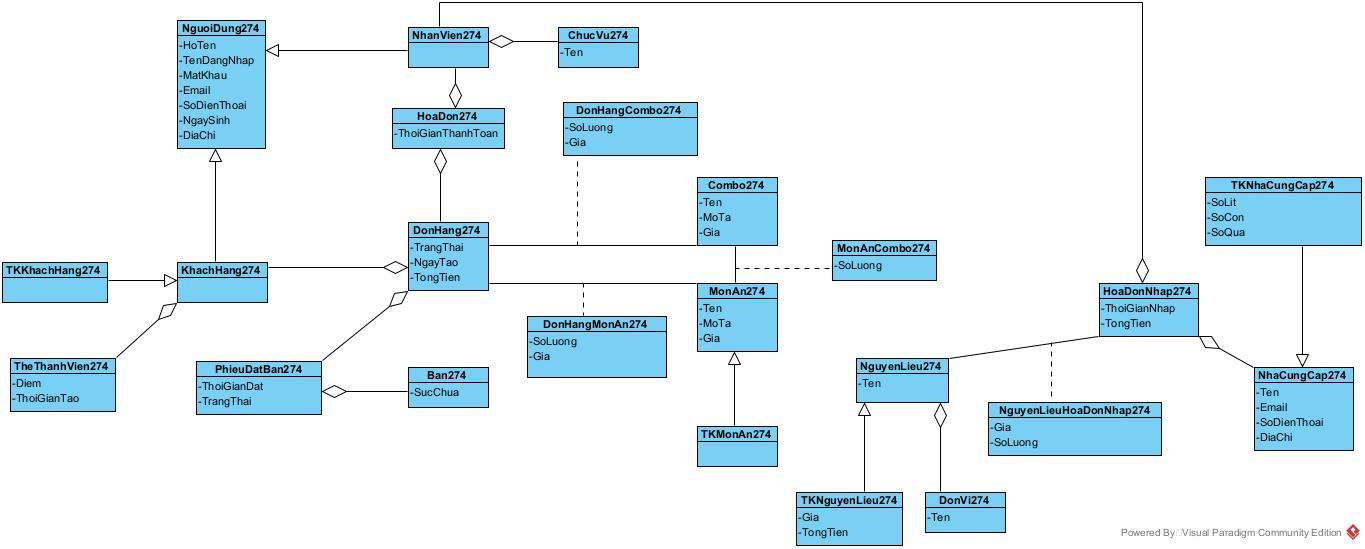 NguoiDung274
-HoTen
-TenDangNhap
-MatKhau
-Email
-SoDienThoai
-NgaySinh
-DiaChi
NhanVien274
ChucVu274
-Ten
HoaDon274
-ThoiGianThanhToan
DonHangCombo274
-SoLuong
-Gia
Combo274
-Ten
-MoTa
-Gia
TKNhaCungCap274
-SoLit
-SoCon
-SoQua
DonHang274
-TrangThai
-NgayTao
-TongTien
MonAnCombo274
-SoLuong
TKKhachHang274
KhachHang274
MonAn274
-Ten
-MoTa
-Gia
HoaDonNhap274
-ThoiGianNhap
-TongTien
DonHangMonAn274
-SoLuong
-Gia
TheThanhVien274
-Diem
-ThoiGianTao
PhieuDatBan274
-ThoiGianDat
-TrangThai
Ban274
-SucChua
NguyenLieu274
-Ten
NhaCungCap274
-Ten
-Email
-SoDienThoai
-DiaChi
NguyenLieuHoaDonNhap274
-Gia
-SoLuong
TKMonAn274
TKNguyenLieu274
-Gia
-TongTien
DonVi274
-Ten
Powered By Visual Paradigm Community Edition